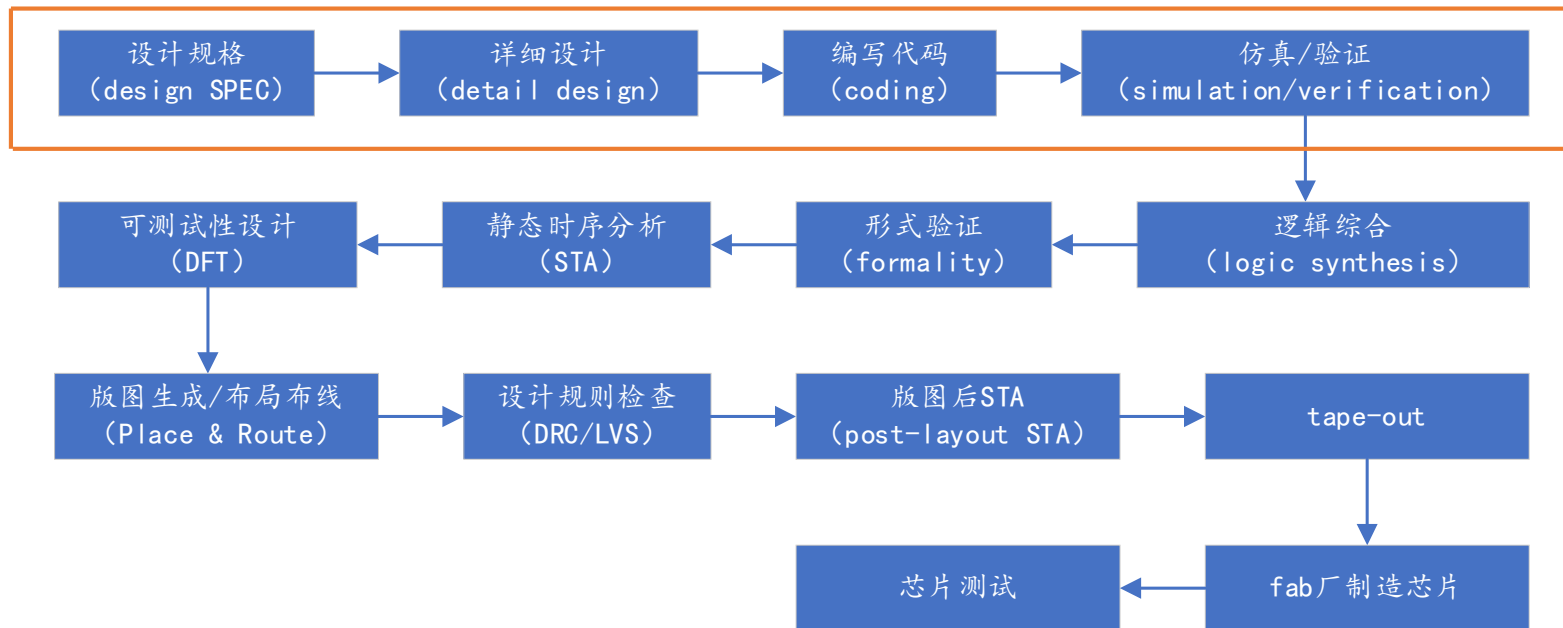 设计规格
（design SPEC）
详细设计
（detail design）
编写代码
（coding）
仿真/验证
（simulation/verification）
可测试性设计
（DFT）
静态时序分析
（STA）
形式验证
（formality）
逻辑综合
（logic synthesis）
版图生成/布局布线
（Place & Route）
设计规则检查
（DRC/LVS）
版图后STA
（post-layout STA）
tape-out
芯片测试
fab厂制造芯片